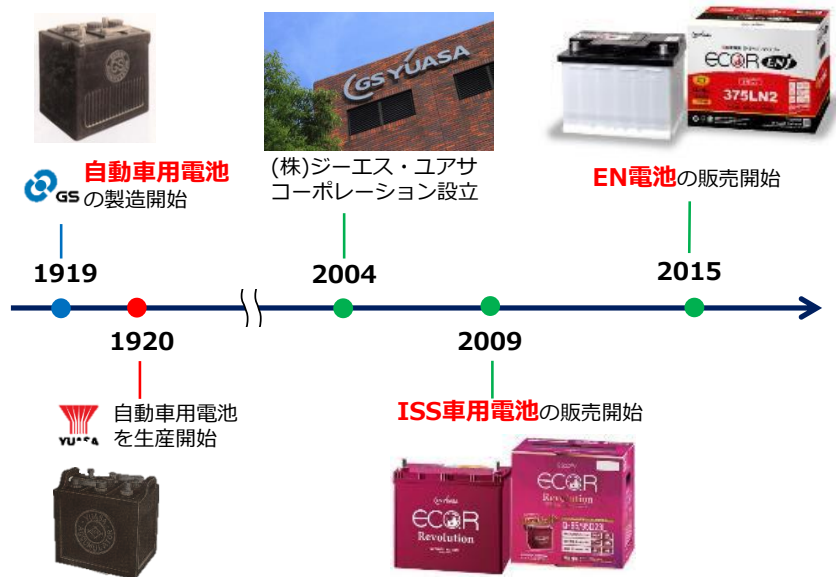 GS YUASA
ECO.R EN
375LN2
自動車用電池
GS の製造開始
(株)ジーエス・ユアサ
コーポレーション設立
EN電池の販売開始
1919
2004
2015
1920
2009
YUASA
自動車用電池
を生産開始
ISS車用電池の販売開始
ECO.R
Revolution
ECO.R
Revolution